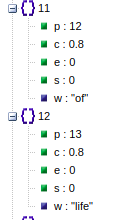 {} 11
p : 12
c : 0.8
e : 0
s : 0
w : "of"
{} 12
p : 13
c : 0.8
e : 0
s : 0
w : "life"